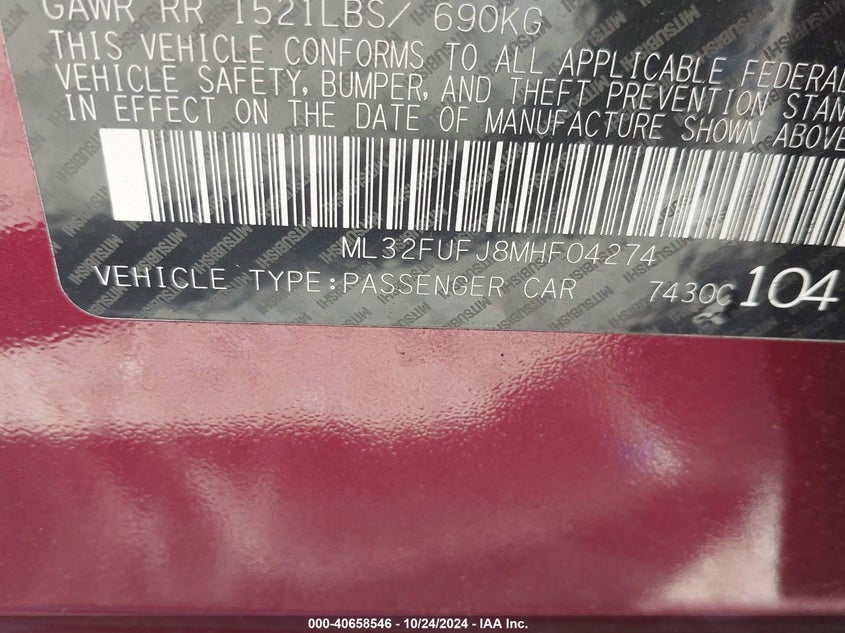 GAWR RR 1521LBS/ 690KG
THIS VEHICLE CONFORMS TO ALL APPLICABLE FEDERAL
VEHICLE SAFETY, BUMPER, AND THEFT PREVENTION STAN
IN EFFECT ON THE DATE OF MANUFACTURE SHOWN ABOVE
ML32FUFJ8MHF04274
VEHICLE TYPE:PASSENGER CAR 7430C 104
000-40658546 - 10/24/2024 - IAA Inc.